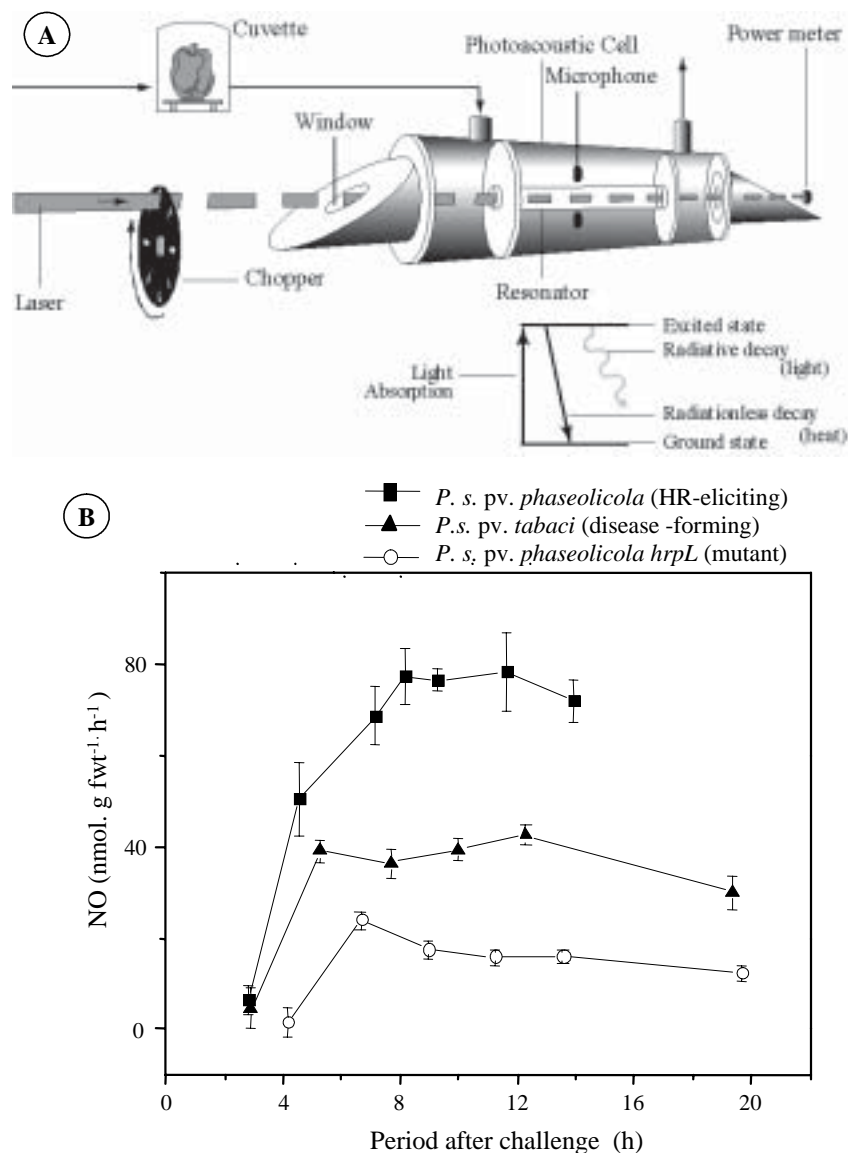 A
Cuvette
Photoacoustic Cell
Power meter
Microphone
Window
Laser
Chopper
Resonator
Light Absorption
Excited state
Radiative decay (light)
Radiationless decay (heat)
Ground state
B
P. s. pv. phaseolicola (HR-eliciting)
P.s. pv. tabaci (disease -forming)
P. s. pv. phaseolicola hrpL (mutant)
NO (nmol. g fwt⁻¹· h⁻¹ )
80
40
0
0 4 8 12 16 20
Period after challenge (h)